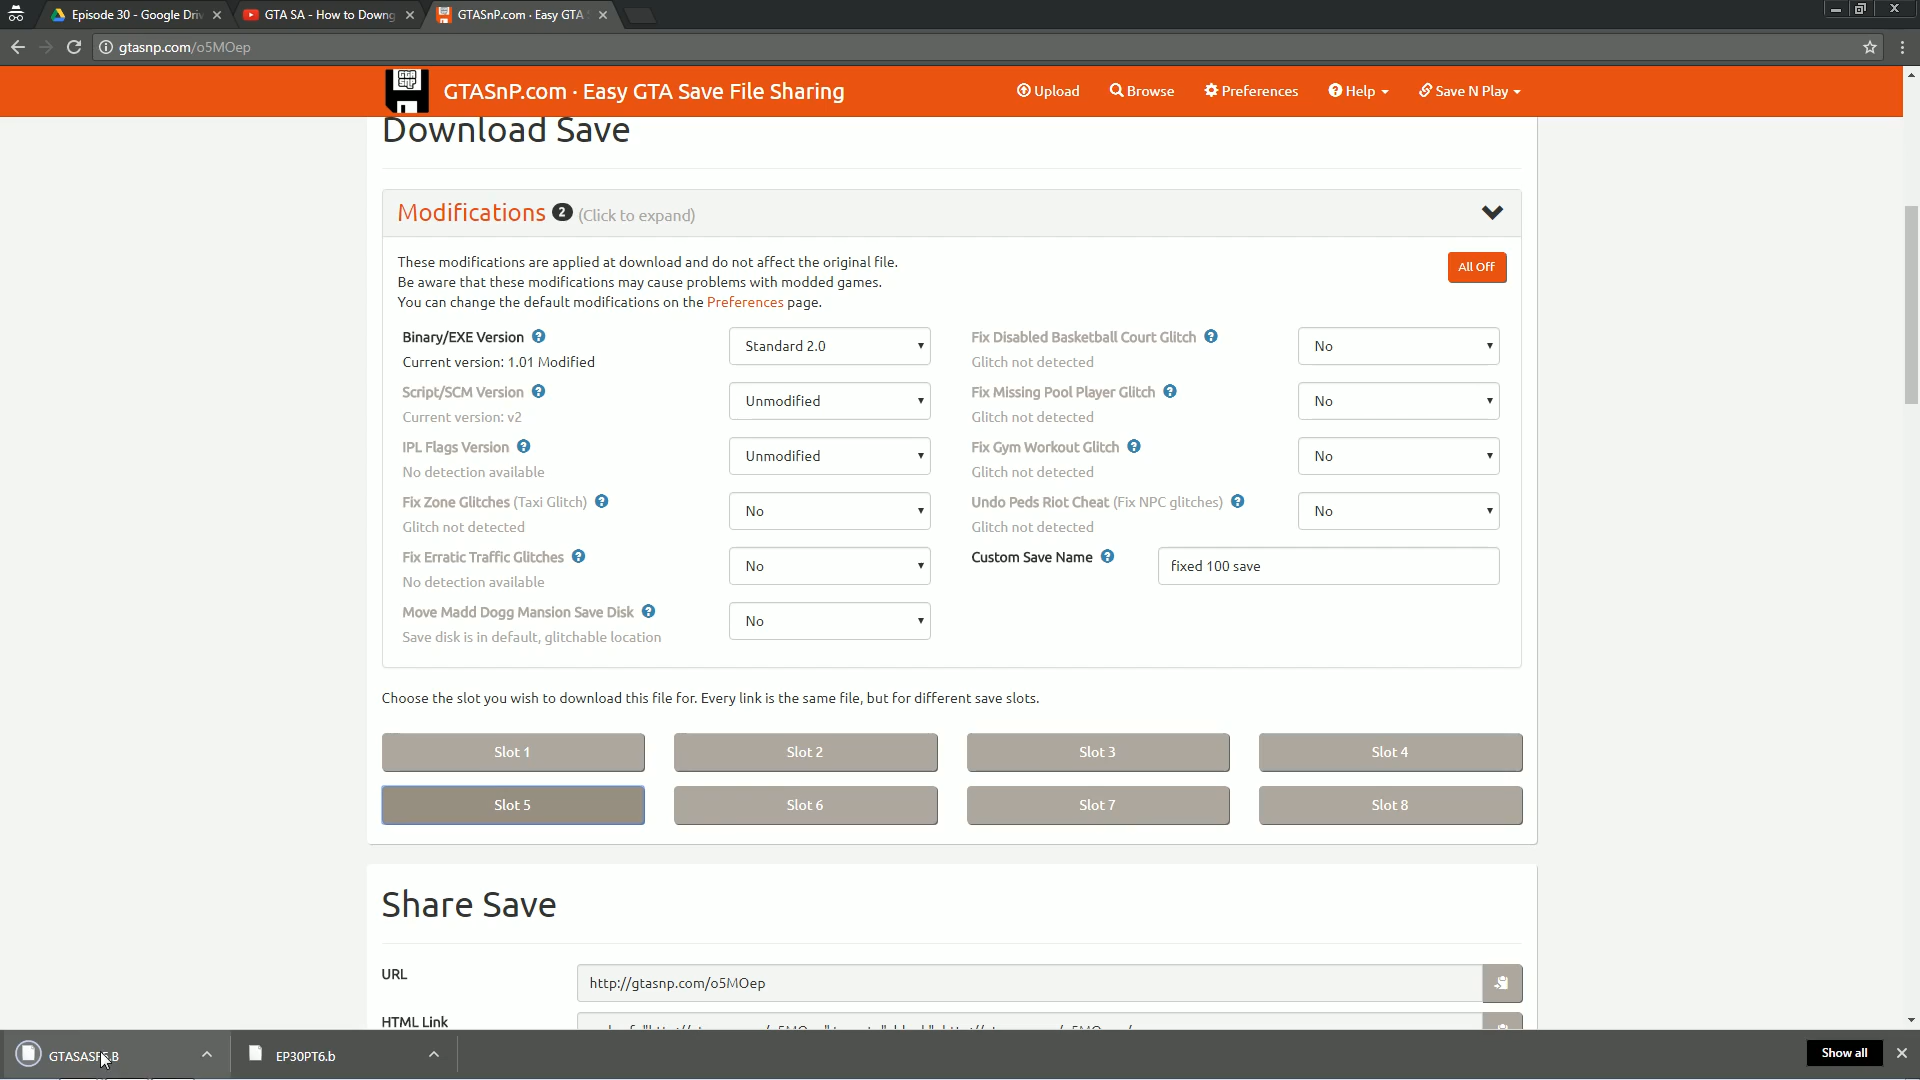 Episode 30 - Google Driv
GTA SA - How to Downg
GTASnP.com · Easy GTA S
gtasnp.com/o5MOep
GTA
SNP
GTASnP.com · Easy GTA Save File Sharing
Upload
Browse
Preferences
Help
Save N Play
Download Save
Modifications 2 (Click to expand)
These modifications are applied at download and do not affect the original file.
All Off
Be aware that these modifications may cause problems with modded games.
You can change the default modifications on the Preferences page.
Binary/EXE Version
Current version: 1.01 Modified
Standard 2.0
Fix Disabled Basketball Court Glitch
Glitch not detected
No
Script/SCM Version
Current version: v2
Unmodified
Fix Missing Pool Player Glitch
Glitch not detected
No
IPL Flags Version
No detection available
Unmodified
Fix Gym Workout Glitch
Glitch not detected
No
Fix Zone Glitches (Taxi Glitch)
Glitch not detected
No
Undo Peds Riot Cheat (Fix NPC glitches)
Glitch not detected
No
Fix Erratic Traffic Glitches
No detection available
No
Custom Save Name
fixed 100 save
Move Madd Dogg Mansion Save Disk
Save disk is in default, glitchable location
No
Choose the slot you wish to download this file for. Every link is the same file, but for different save slots.
Slot 1
Slot 2
Slot 3
Slot 4
Slot 5
Slot 6
Slot 7
Slot 8
Share Save
URL
http://gtasnp.com/o5MOep
HTML Link
EP30PT6.b
Show all